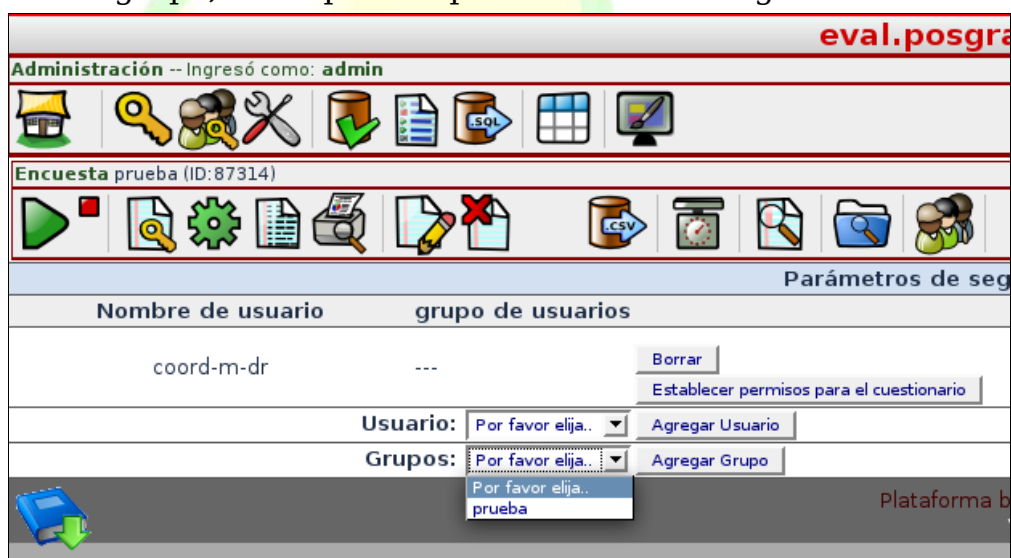 eval.posgra
Administración -- Ingresó como: admin
.SQL
Encuesta prueba (ID:87314)
.CSV
Parámetros de seg
Nombre de usuario grupo de usuarios
coord-m-dr --- Borrar
Establecer permisos para el cuestionario
Usuario: Por favor elija.. Agregar Usuario
Grupos: Por favor elija.. Agregar Grupo
Por favor elija..
prueba
Plataforma b